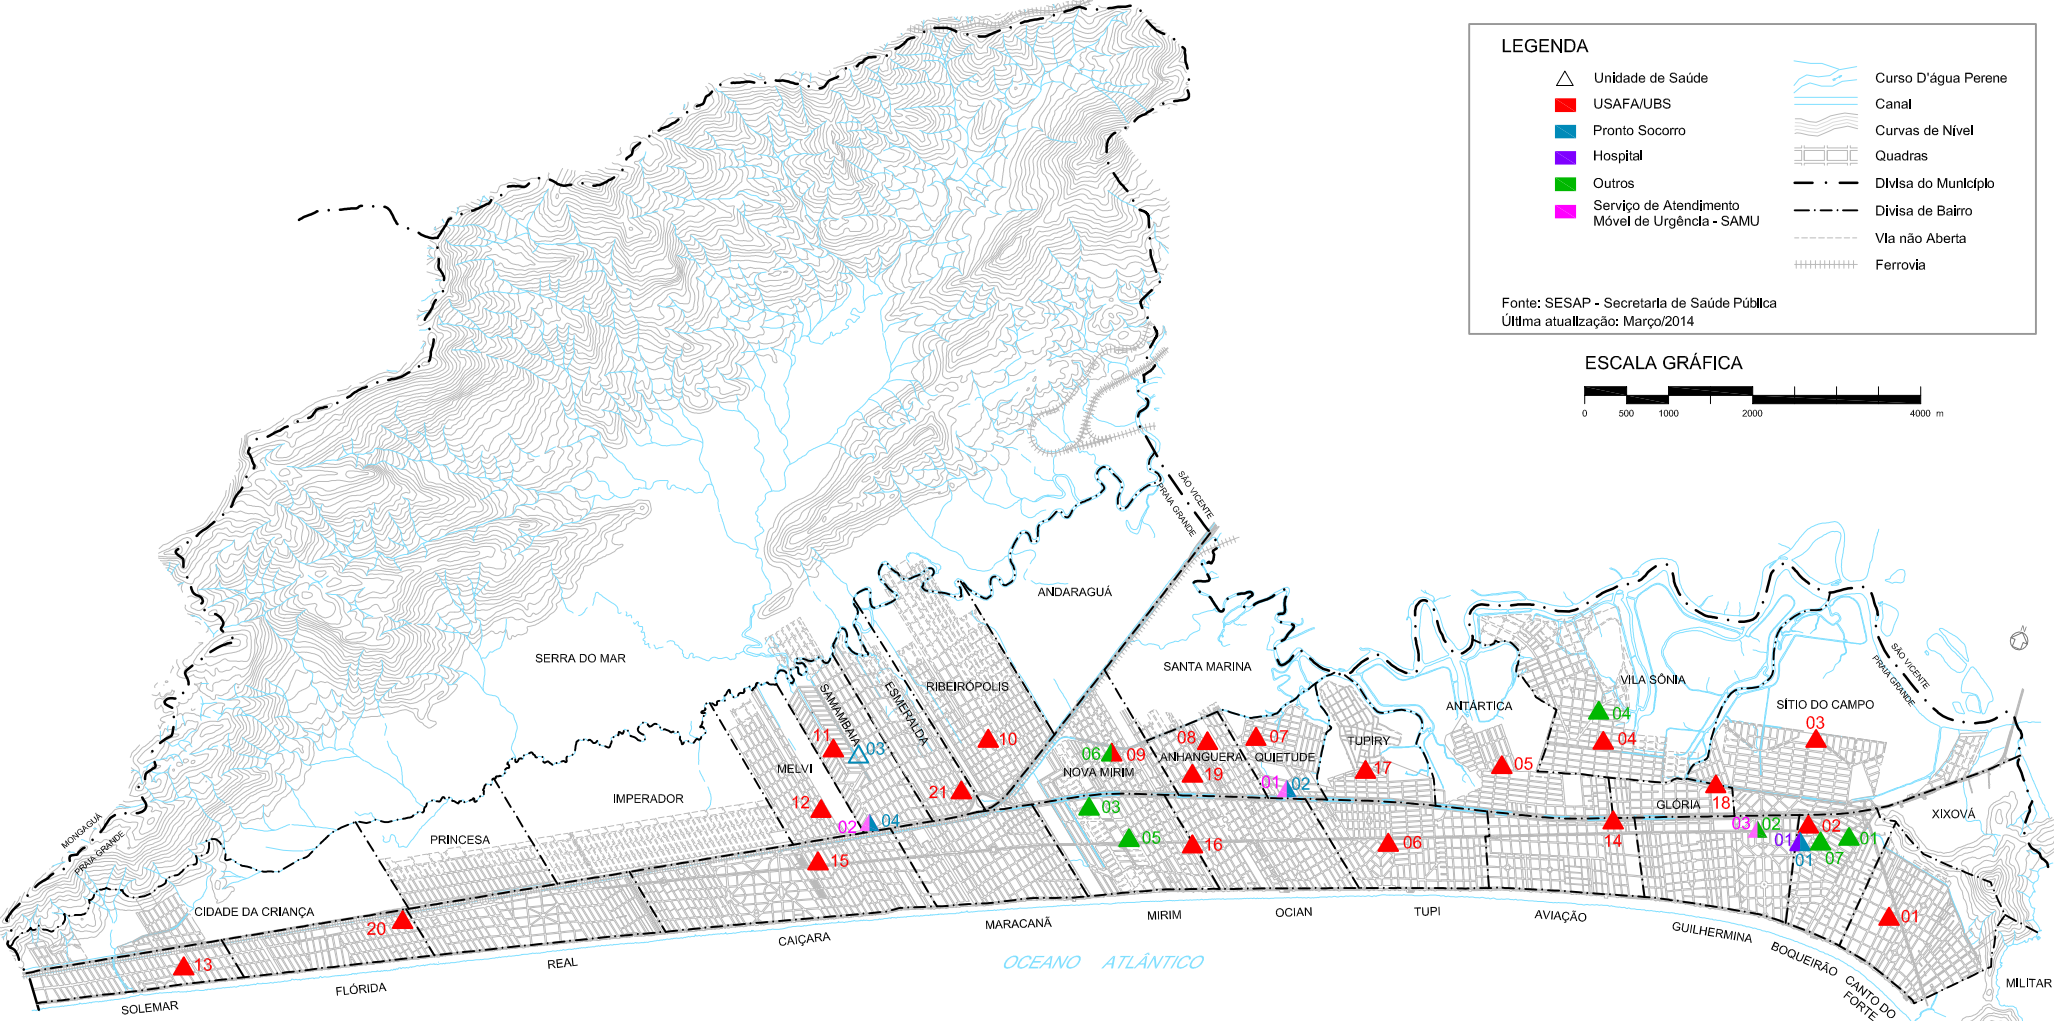 LEGENDA
Unidade de Saúde
USAFA/UBS
Pronto Socorro
Hospital
Outros
Serviço de Atendimento
Móvel de Urgência - SAMU
Curso D'água Perene
Canal
Curvas de Nível
Quadras
Divisa do Município
Divisa de Bairro
Via não Aberta
Ferrovia
Fonte: SESAP - Secretaria de Saúde Pública
Última atualização: Março/2014
ESCALA GRÁFICA
0 500 1000 2000 4000 m
SÃO VICENTE
PRAIA GRANDE
ANDARAGUÁ
SERRA DO MAR
SANTA MARINA
RIBEIRÓPOLIS
SAMAMBAIA
ESMERALDA
VILA SÔNIA
SÃO VICENTE
PRAIA GRANDE
N
ANTÁRTICA
SÍTIO DO CAMPO
04
03
11
03
10
06
09
08
07
TUPIRY
04
MELVI
NOVA MIRIM
ANHANGUERA
QUIETUDE
19
17
05
IMPERADOR
12
21
01
02
18
GLÓRIA
03
02
04
05
16
06
14
03
02
02
01
XIXOVÁ
01
01
07
MONGAGUÁ
PRAIA GRANDE
PRINCESA
15
CIDADE DA CRIANÇA
20
13
01
SOLEMAR
FLÓRIDA
REAL
CAIÇARA
MARACANÃ
MIRIM
OCIAN
TUPI
AVIAÇÃO
GUILHERMINA
BOQUEIRÃO
CANTO DO
FORTE
MILITAR
OCEANO ATLÂNTICO